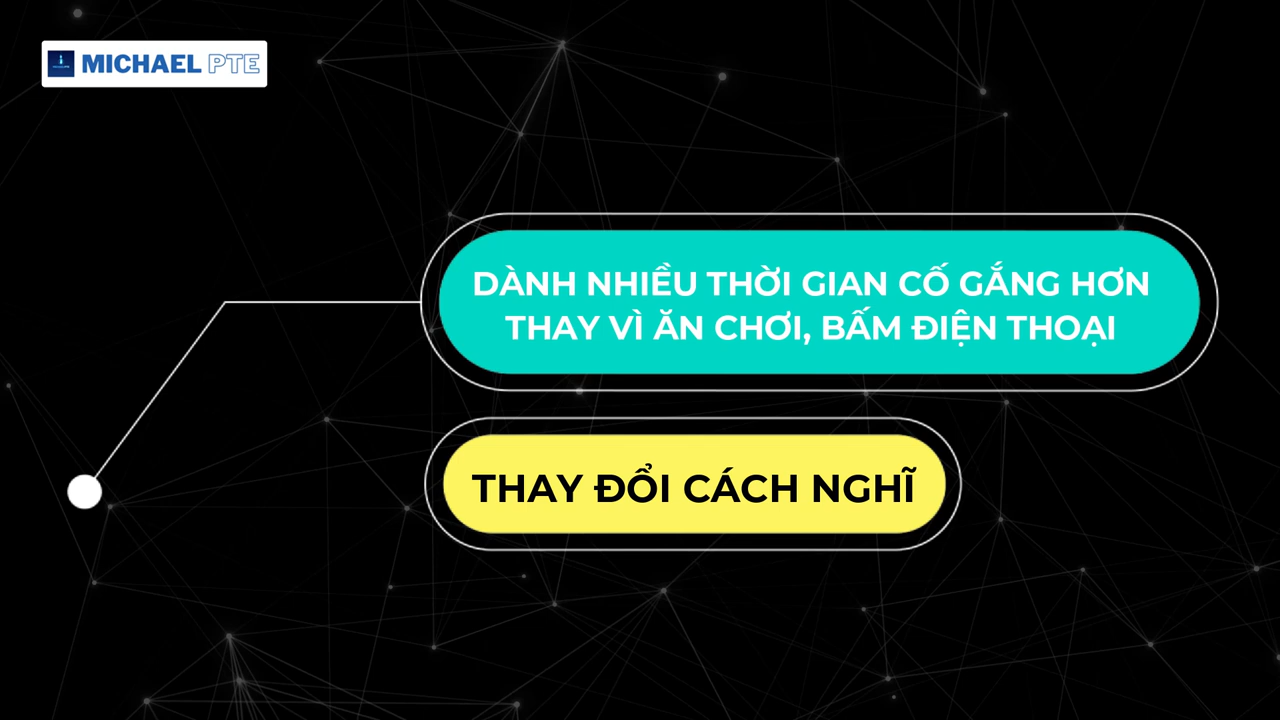 MICHAEL PTE
DÀNH NHIỀU THỜI GIAN CỐ GẮNG HƠN
THAY VÌ ĂN CHƠI, BẤM ĐIỆN THOẠI
THAY ĐỔI CÁCH NGHĨ